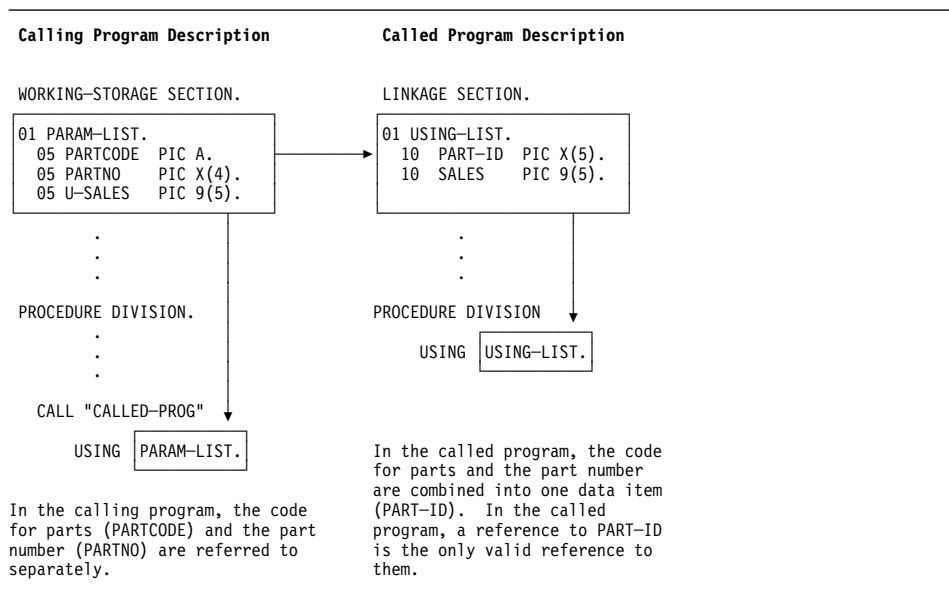 Calling Program Description
WORKING—STORAGE SECTION.
01 PARAM—LIST.
05 PARTCODE PIC A.
05 PARTNO PIC X(4).
05 U—SALES PIC 9(5).
.
.
.
PROCEDURE DIVISION.
.
.
.
CALL "CALLED—PROG"
USING PARAM—LIST.
In the calling program, the code
for parts (PARTCODE) and the part
number (PARTNO) are referred to
separately.
Called Program Description
LINKAGE SECTION.
01 USING—LIST.
10 PART—ID PIC X(5).
10 SALES PIC 9(5).
.
.
.
PROCEDURE DIVISION
USING USING—LIST.
In the called program, the code
for parts and the part number
are combined into one data item
(PART—ID). In the called
program, a reference to PART—ID
is the only valid reference to
them.